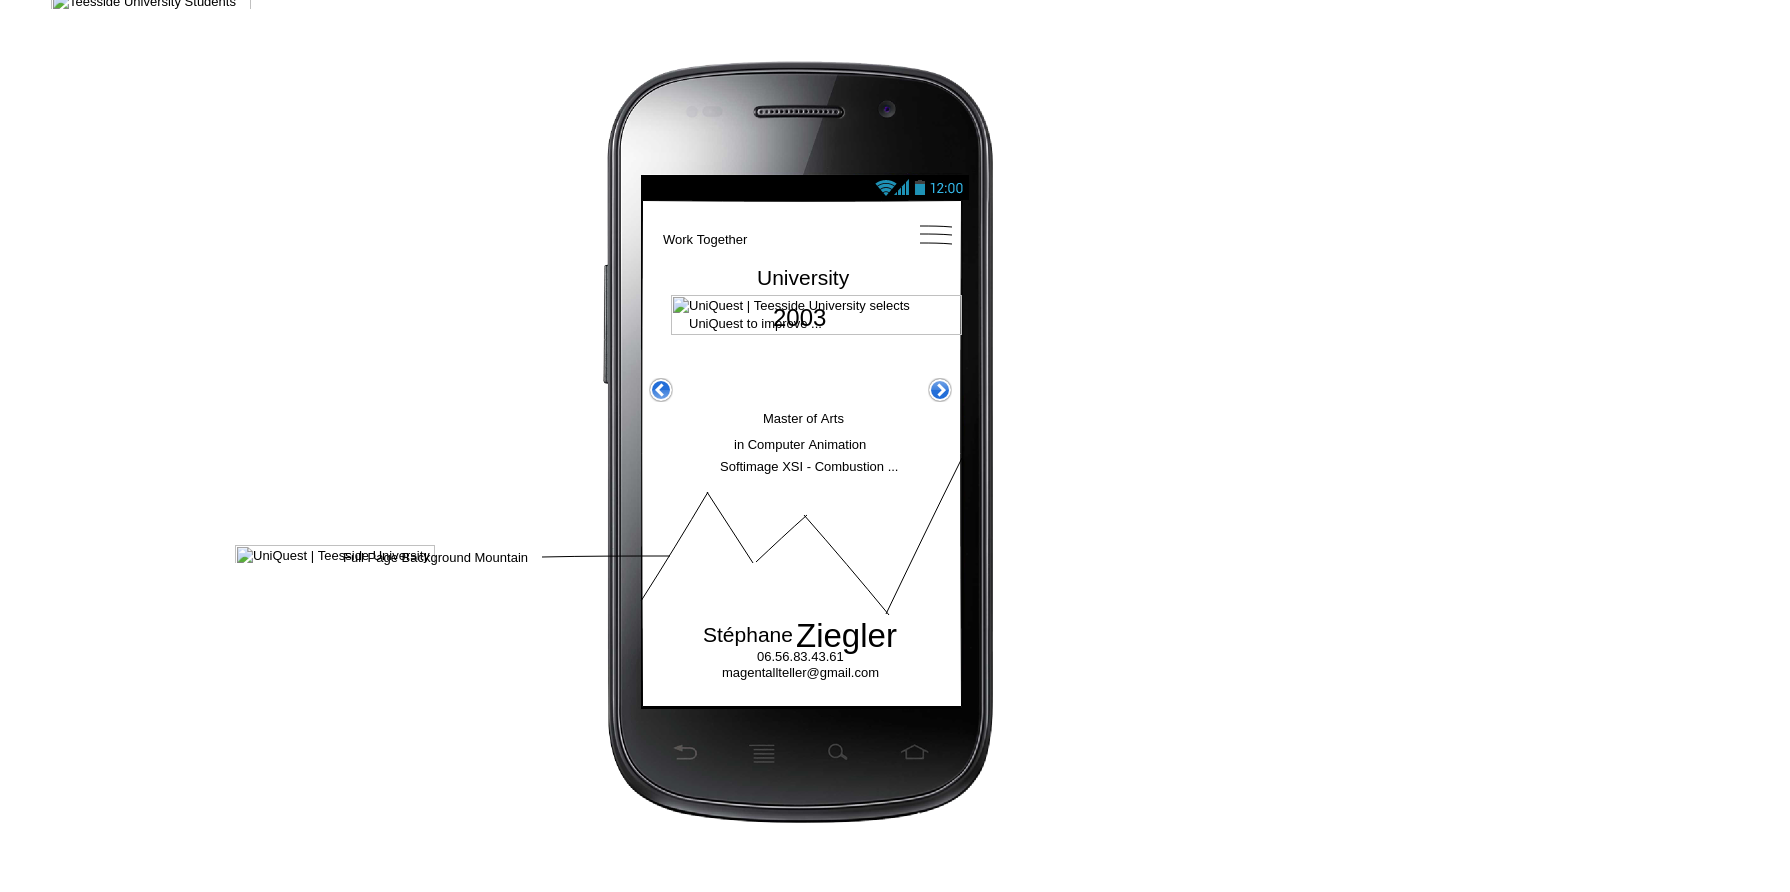 Teesside University Students
12:00
Work Together
University
UniQuest | Teesside University selects
UniQuest to improve ...
2003
Master of Arts
in Computer Animation
Softimage XSI - Combustion ...
UniQuest | Teesside University
Full Page Background Mountain
Stéphane Ziegler
06.56.83.43.61
magentallteller@gmail.com